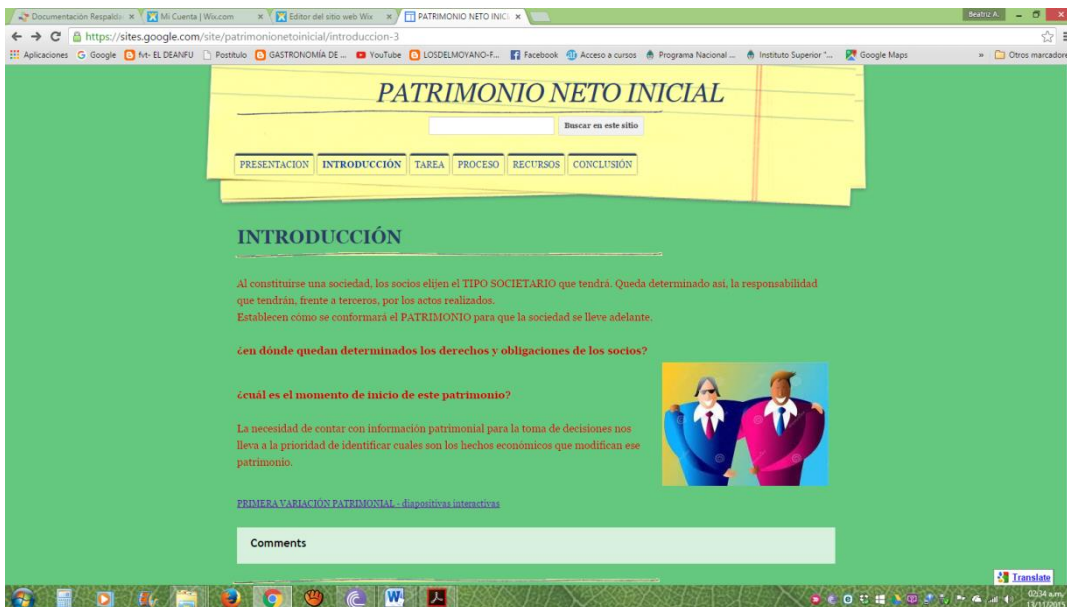 Documentación Respalda
Mi Cuenta | Wix.com
Editor del sitio web Wix
PATRIMONIO NETO INICI
Beatriz A.
https://sites.google.com/site/patrimonionetoinicial/introduccion-3
Aplicaciones Google fvt- EL DEANFU Postitulo GASTRONOMÍA DE ... YouTube LOSDELMOYANO-F... Facebook Acceso a cursos Programa Nacional ... Instituto Superior "... Google Maps » Otros marcadore
PATRIMONIO NETO INICIAL
Buscar en este sitio
PRESENTACION INTRODUCCIÓN TAREA PROCESO RECURSOS CONCLUSIÓN
INTRODUCCIÓN
Al constituirse una sociedad, los socios elijen el TIPO SOCIETARIO que tendrá. Queda determinado así, la responsabilidad
que tendrán, frente a terceros, por los actos realizados.
Establecen cómo se conformará el PATRIMONIO para que la sociedad se lleve adelante.
¿en dónde quedan determinados los derechos y obligaciones de los socios?
¿cuál es el momento de inicio de este patrimonio?
La necesidad de contar con información patrimonial para la toma de decisiones nos
lleva a la prioridad de identificar cuales son los hechos económicos que modifican ese
patrimonio.
PRIMERA VARIACIÓN PATRIMONIAL - diapositivas interactivas
Comments
Translate
02:34 a.m.
13/11/2015